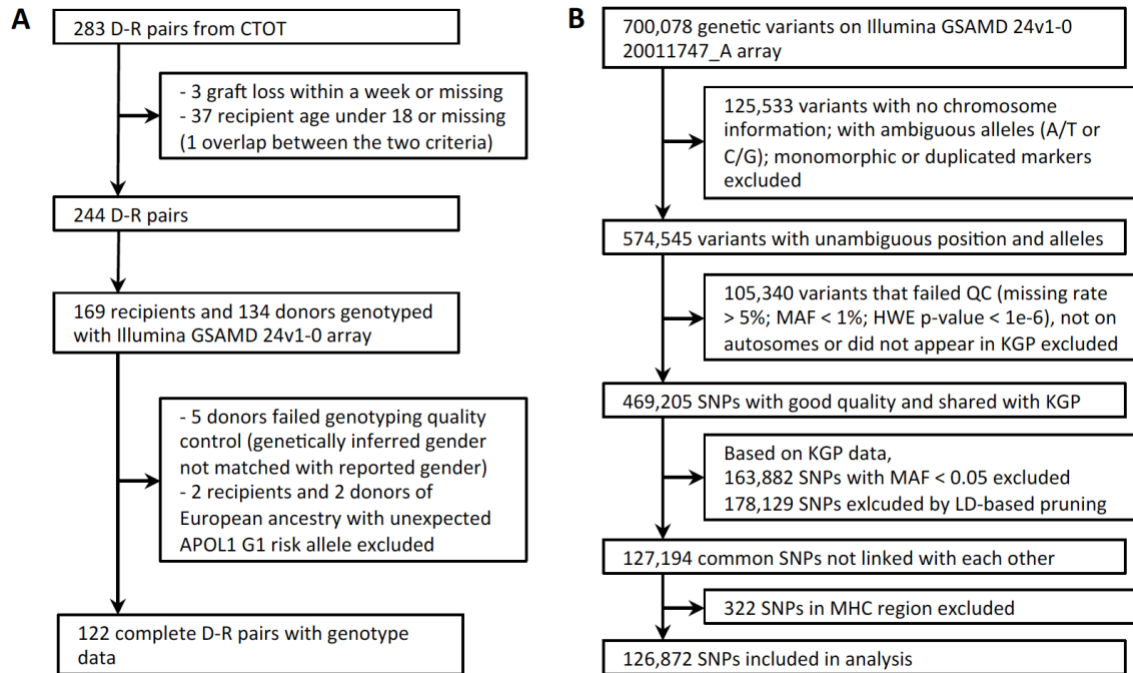 A
283 D-R pairs from CTOT
- 3 graft loss within a week or missing
- 37 recipient age under 18 or missing
(1 overlap between the two criteria)
244 D-R pairs
169 recipients and 134 donors genotyped
with Illumina GSAMD 24v1-0 array
- 5 donors failed genotyping quality
control (genetically inferred gender
not matched with reported gender)
- 2 recipients and 2 donors of
European ancestry with unexpected
APOL1 G1 risk allele excluded
122 complete D-R pairs with genotype
data
B
700,078 genetic variants on Illumina GSAMD 24v1-0
20011747_A array
125,533 variants with no chromosome
information; with ambiguous alleles (A/T or
C/G); monomorphic or duplicated markers
excluded
574,545 variants with unambiguous position and alleles
105,340 variants that failed QC (missing rate
> 5%; MAF < 1%; HWE p-value < 1e-6), not on
autosomes or did not appear in KGP excluded
469,205 SNPs with good quality and shared with KGP
Based on KGP data,
163,882 SNPs with MAF < 0.05 excluded
178,129 SNPs exlcuded by LD-based pruning
127,194 common SNPs not linked with each other
322 SNPs in MHC region excluded
126,872 SNPs included in analysis